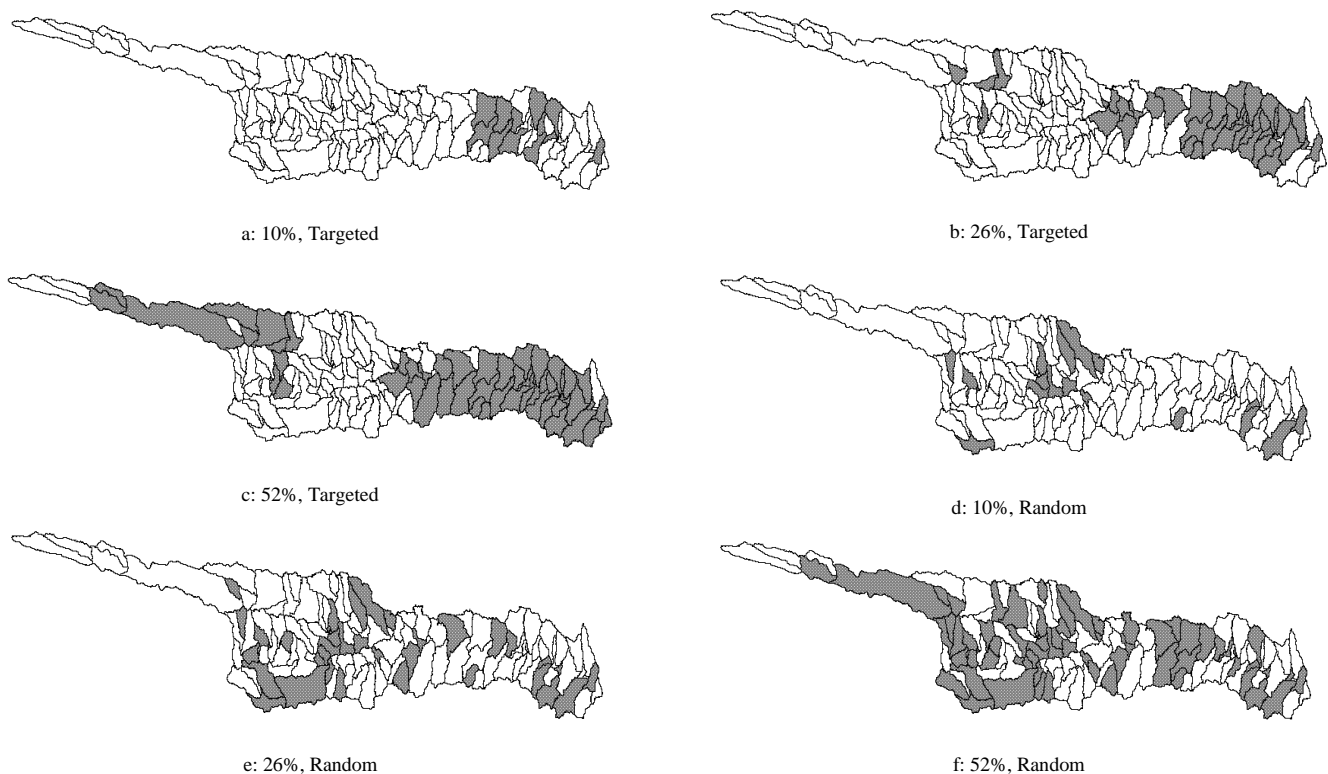 a: 10%, Targeted
b: 26%, Targeted
c: 52%, Targeted
d: 10%, Random
e: 26%, Random
f: 52%, Random